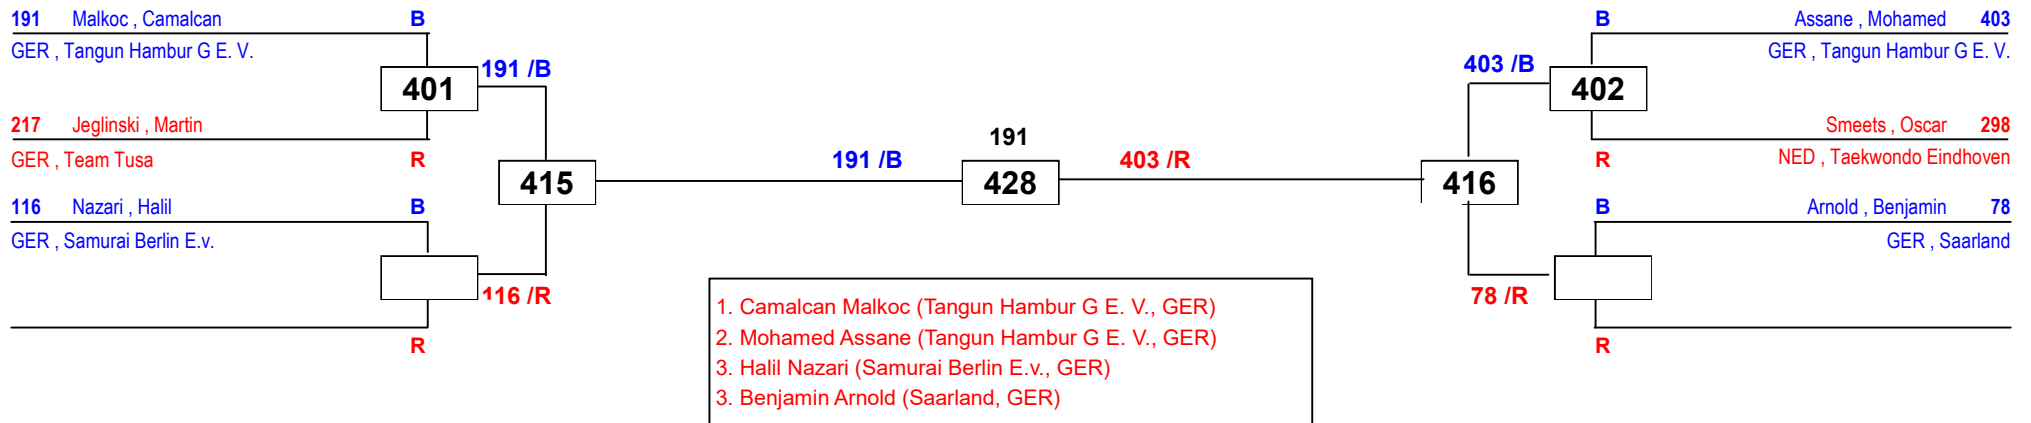 191 Malkoc , Camalcan B
GER , Tangun Hambur G E. V.
191 /B
401
217 Jeglinski , Martin
GER , Team Tusa R
415
116 Nazari , Halil B
GER , Samurai Berlin E.v.
116 /R
R
191 /B
191
428
403 /R
B Assane , Mohamed 403
GER , Tangun Hambur G E. V.
403 /B
402
Smeets , Oscar 298
R NED , Taekwondo Eindhoven
416
B Arnold , Benjamin 78
GER , Saarland
78 /R
R
1. Camalcan Malkoc (Tangun Hambur G E. V., GER)
2. Mohamed Assane (Tangun Hambur G E. V., GER)
3. Halil Nazari (Samurai Berlin E.v., GER)
3. Benjamin Arnold (Saarland, GER)